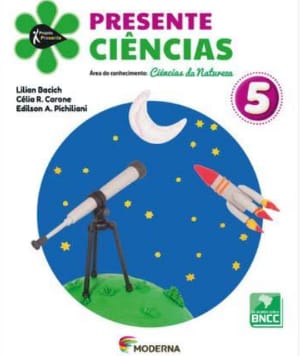 Projeto
Presente
PRESENTE
CIÊNCIAS
Área do conhecimento: Ciências da Natureza
Lilian Bacich
Célia R. Carone
Edilson A. Pichiliani
5
BNCC
MODERNA